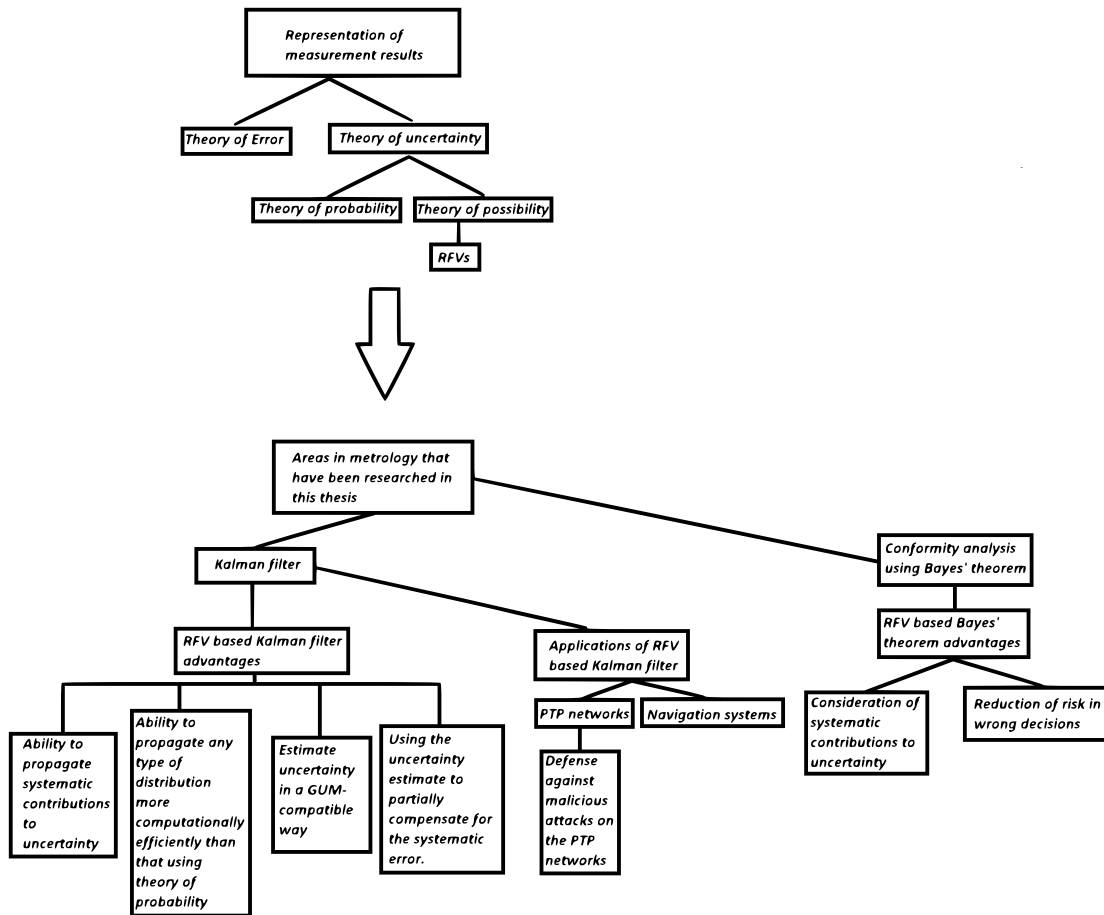 Representation of
measurement results
Theory of Error
Theory of uncertainty
Theory of probability
Theory of possibility
RFVs
Areas in metrology that
have been researched in
this thesis
Kalman filter
Conformity analysis
using Bayes' theorem
RFV based Kalman filter
advantages
Applications of RFV
based Kalman filter
RFV based Bayes'
theorem advantages
Ability to
propagate
systematic
contributions
to
uncertainty
Ability to
propagate any
type of
distribution
more
computationally
efficiently than
that using
theory of
probability
Estimate
uncertainty
in a GUM-
compatible
way
Using the
uncertainty
estimate to
partially
compensate for
the systematic
error.
PTP networks
Navigation systems
Defense
against
malicious
attacks on
the PTP
networks
Consideration of
systematic
contributions to
uncertainty
Reduction of risk in
wrong decisions